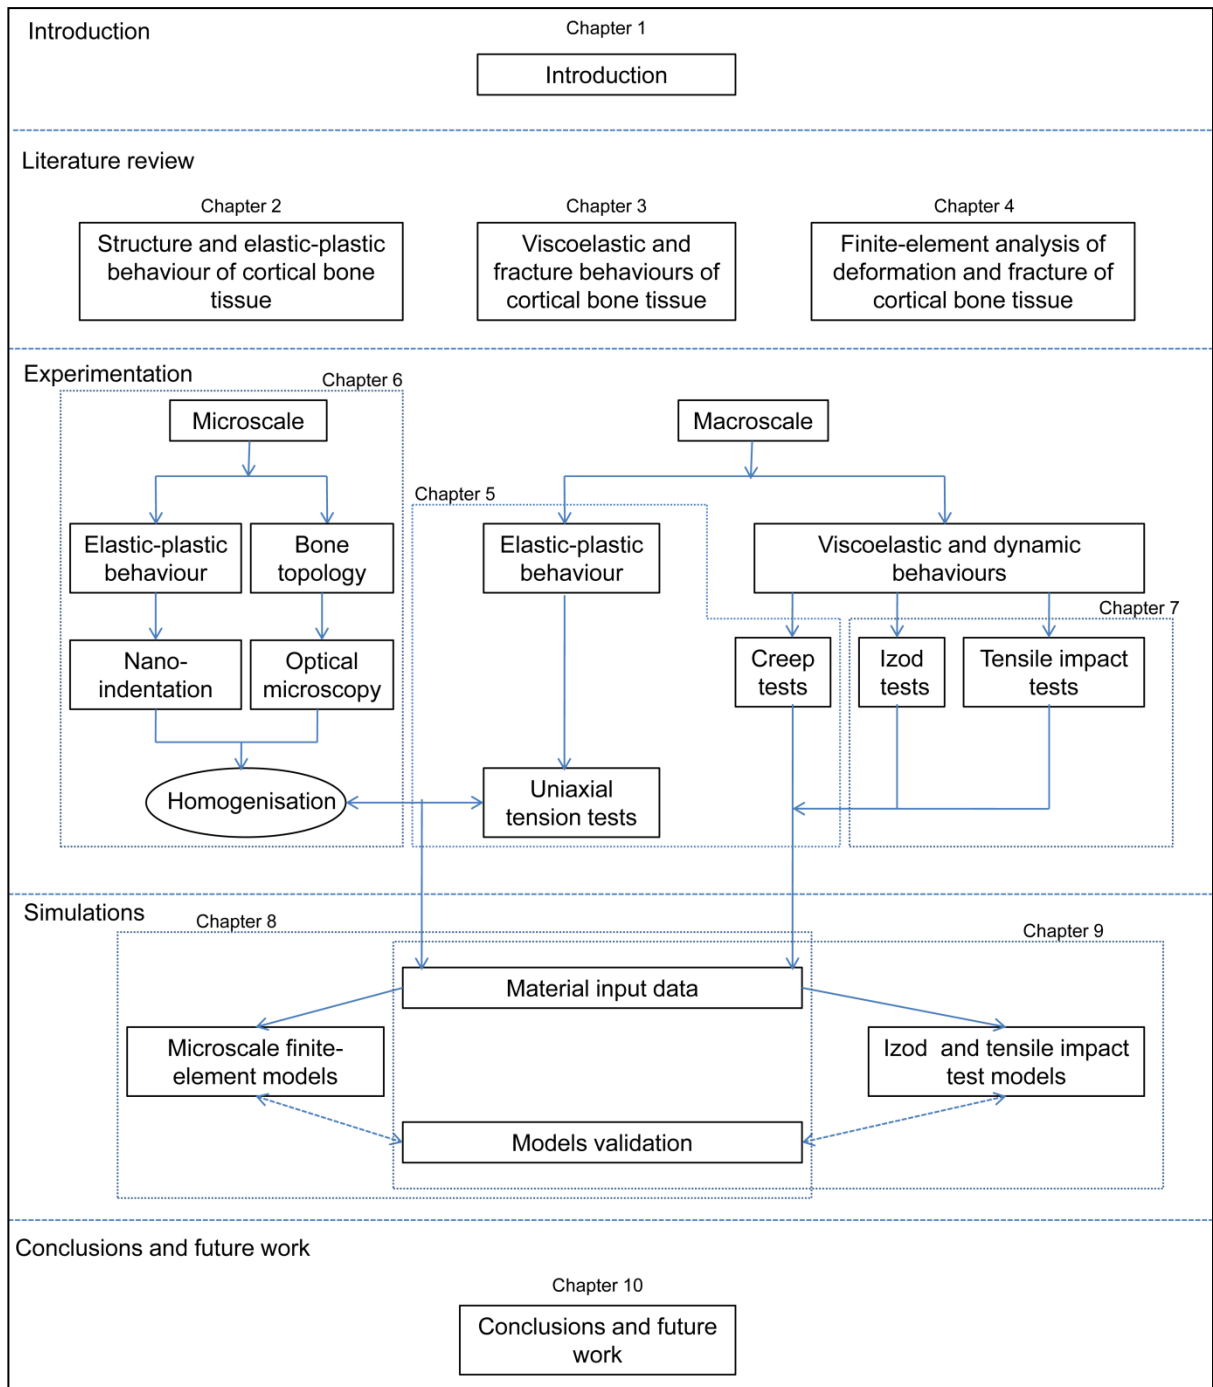 Introduction
Chapter 1
Introduction
Literature review
Chapter 2
Structure and elastic-plastic
behaviour of cortical bone
tissue
Chapter 3
Viscoelastic and
fracture behaviours of
cortical bone tissue
Chapter 4
Finite-element analysis of
deformation and fracture of
cortical bone tissue
Experimentation
Chapter 6
Microscale
Macroscale
Chapter 5
Elastic-plastic
behaviour
Bone
topology
Elastic-plastic
behaviour
Viscoelastic and dynamic
behaviours
Chapter 7
Nano-
indentation
Optical
microscopy
Creep
tests
Izod
tests
Tensile impact
tests
Homogenisation
Uniaxial
tension tests
Simulations
Chapter 8
Chapter 9
Material input data
Microscale finite-
element models
Izod and tensile impact
test models
Models validation
Conclusions and future work
Chapter 10
Conclusions and future
work